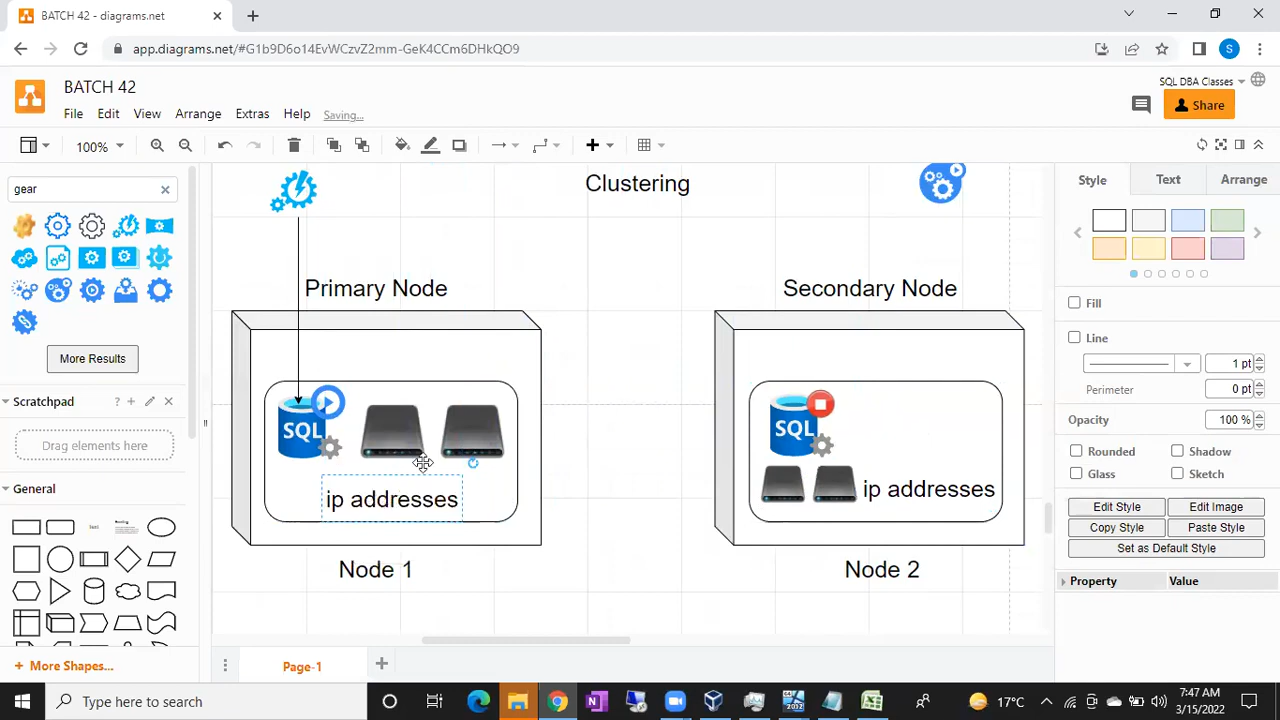 BATCH 42 - diagrams.net
app.diagrams.net/#G1b9D6o14EvWCzvZ2mm-GeK4CCm6DHkQO9
S
BATCH 42
SQL DBA Classes
File Edit View Arrange Extras Help Saving...
Share
100%
gear
More Results
Scratchpad
Drag elements here
General
Text
More Shapes...
Clustering
Primary Node
Secondary Node
SQL
SQL
ip addresses
ip addresses
Node 1
Node 2
Page-1
Style Text Arrange
Fill
Line
1 pt
Perimeter
0 pt
Opacity
100 %
Rounded Shadow
Glass Sketch
Edit Style Edit Image
Copy Style Paste Style
Set as Default Style
Property Value
Type here to search
17°C
7:47 AM
3/15/2022